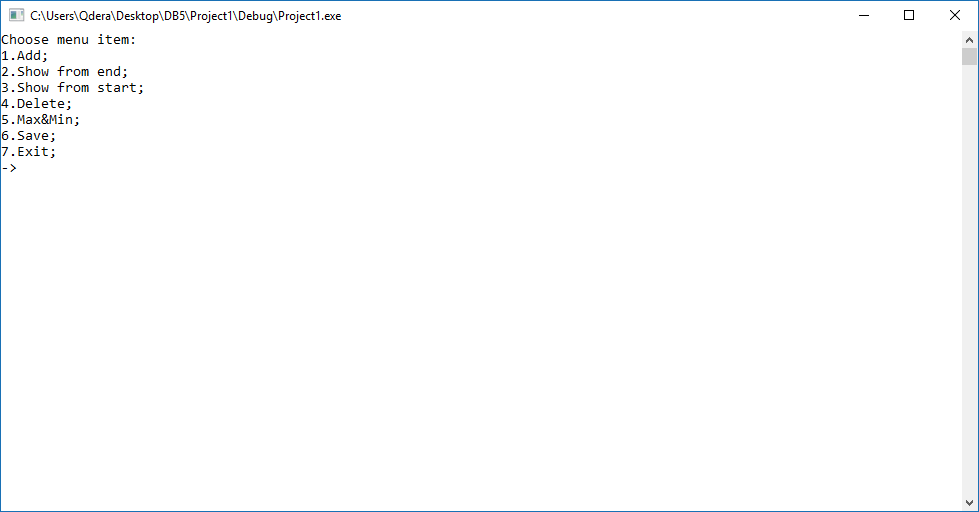 C:\Users\Qdera\Desktop\DB5\Project1\Debug\Project1.exe
Choose menu item:
1.Add;
2.Show from end;
3.Show from start;
4.Delete;
5.Max&Min;
6.Save;
7.Exit;
->